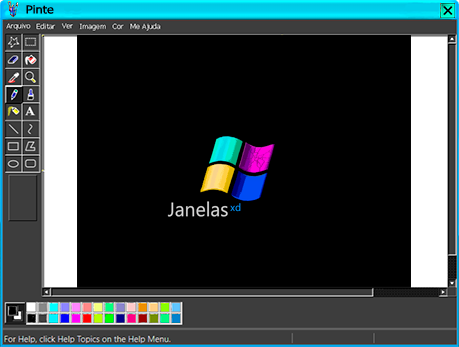 Pinte
Arquivo Editar Ver Imagem Cor Me Ajuda
A
Janelas xd
For Help, click Help Topics on the Help Menu.